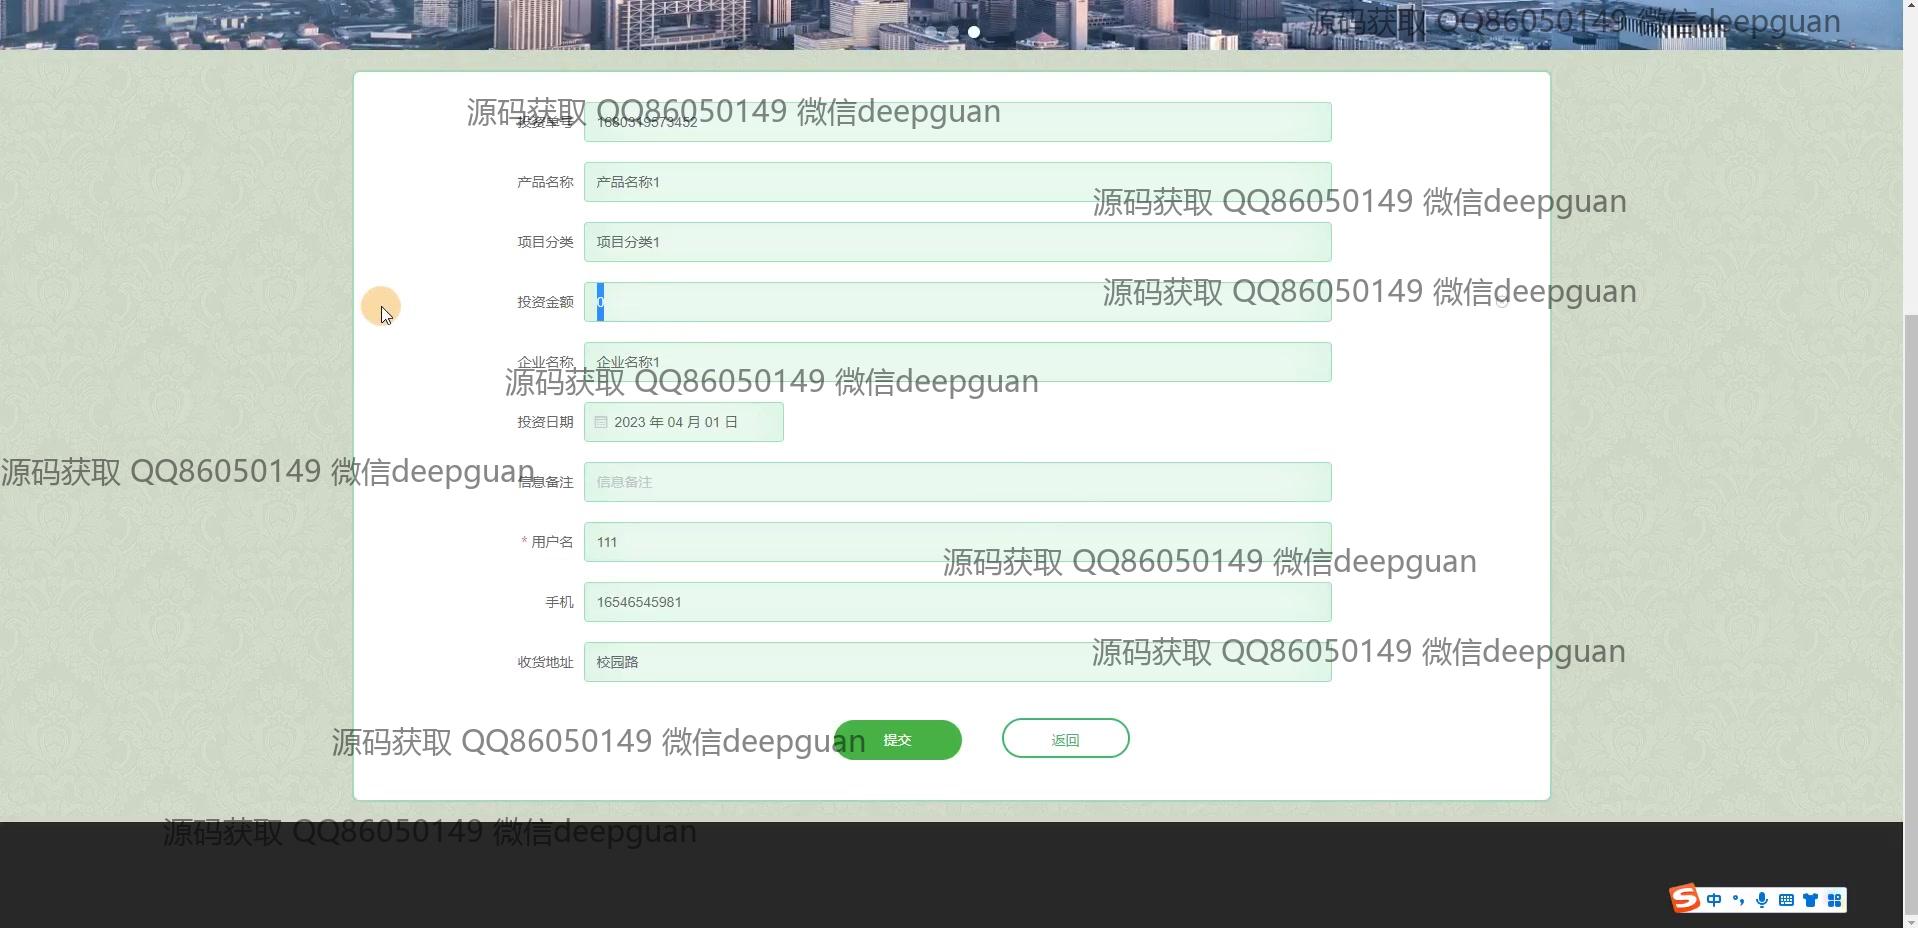 源码获取 QQ86050149 微信deepguan
源码获取 QQ86050149 微信deepguan
投资单号 1680319573452
产品名称 产品名称1
源码获取 QQ86050149 微信deepguan
项目分类 项目分类1
源码获取 QQ86050149 微信deepguan
投资金额 0
企业名称 企业名称1
源码获取 QQ86050149 微信deepguan
投资日期 2023 年 04 月 01 日
源码获取 QQ86050149 微信deepguan
信息备注 信息备注
* 用户名 111
源码获取 QQ86050149 微信deepguan
手机 16546545981
收货地址 校园路
源码获取 QQ86050149 微信deepguan
源码获取 QQ86050149 微信deepguan
提交 返回
源码获取 QQ86050149 微信deepguan
S 中